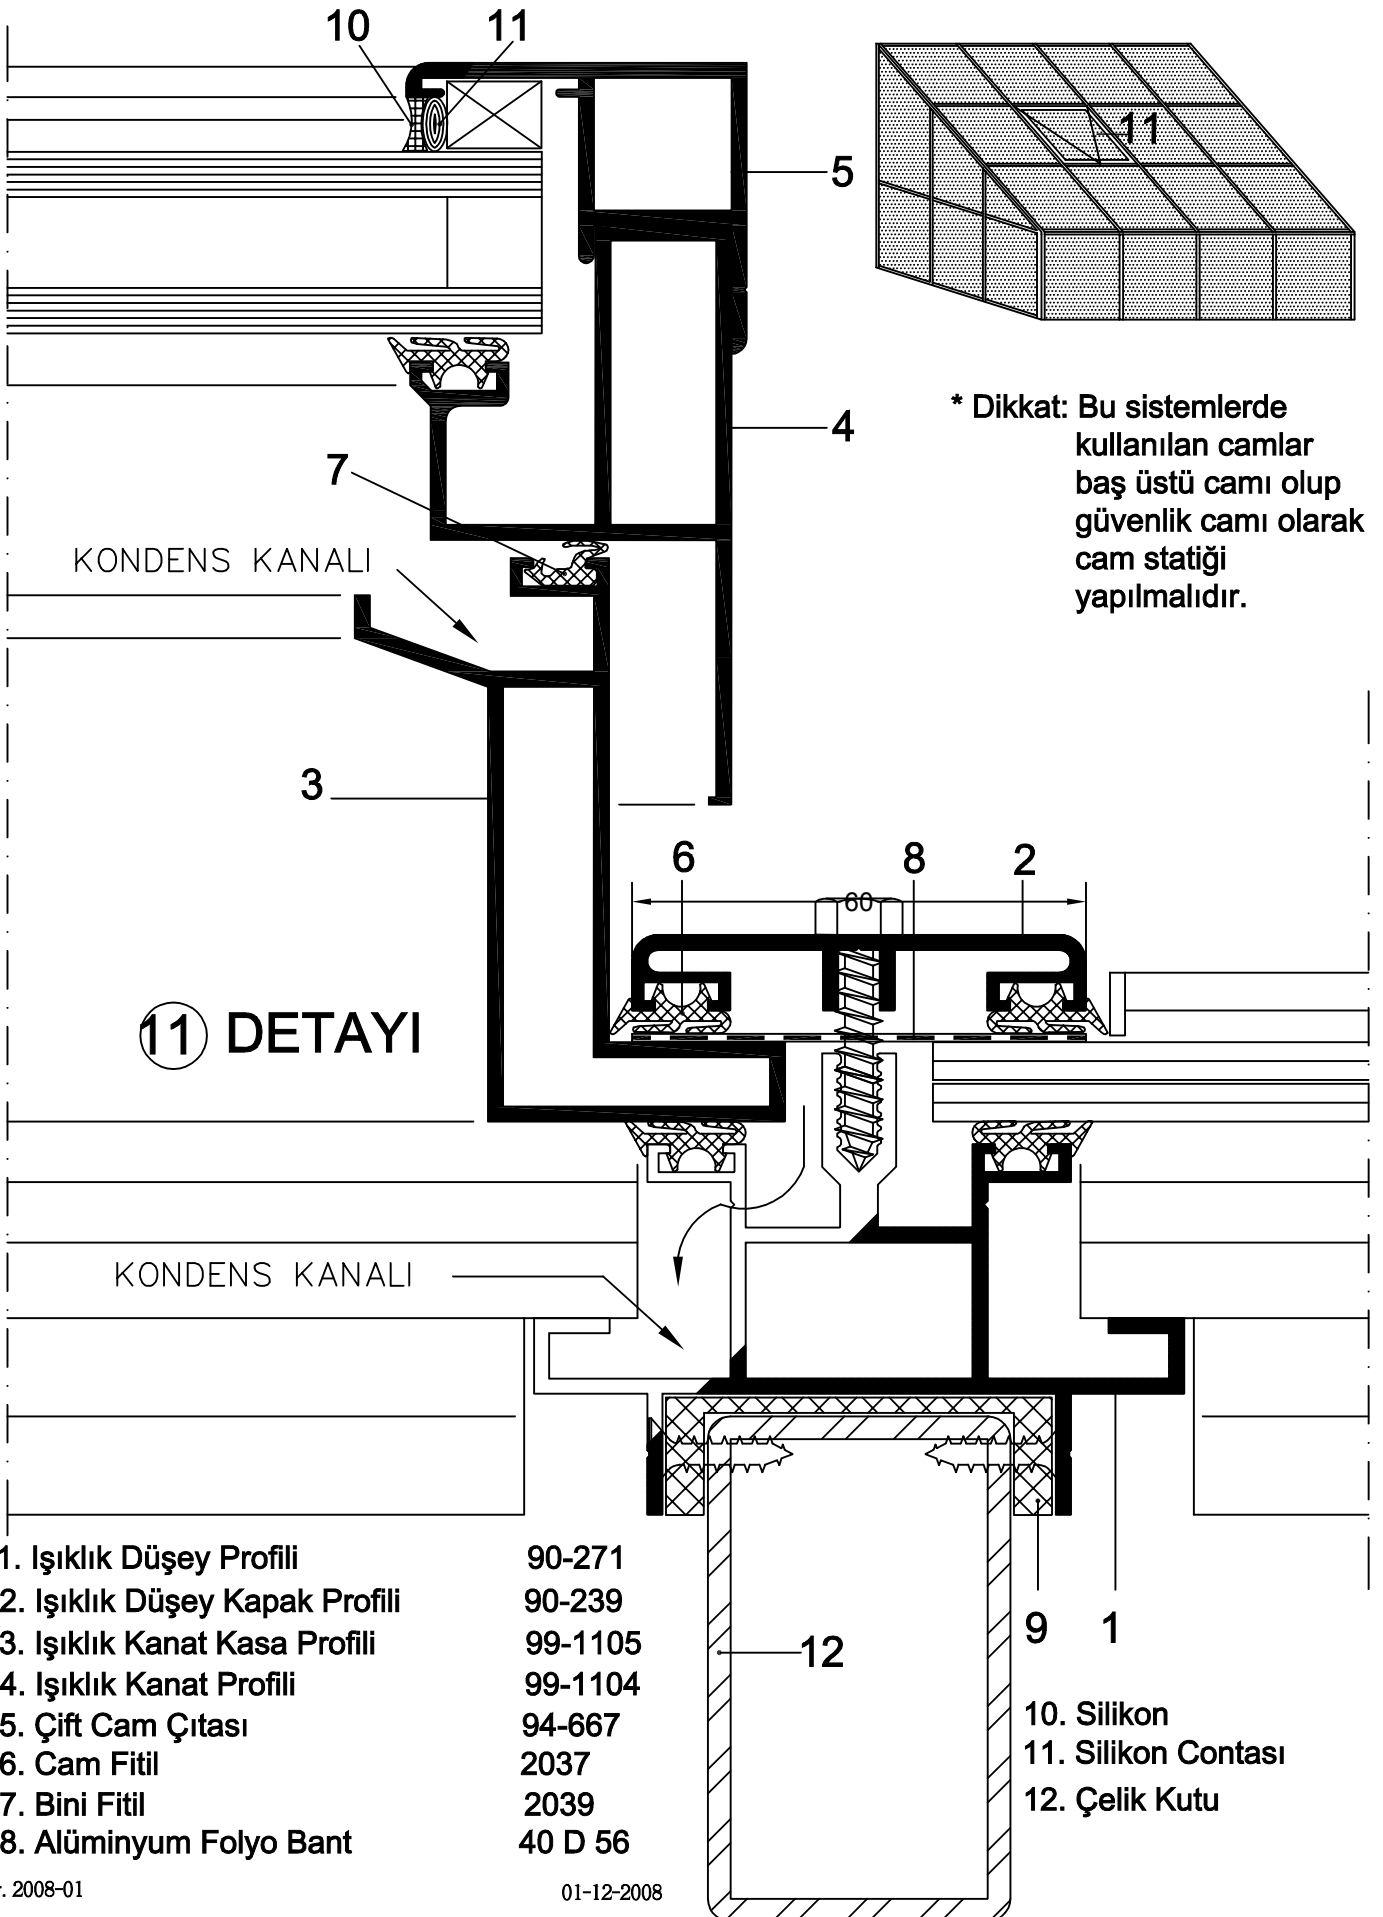 10
11
11
5
4
* Dikkat: Bu sistemlerde
kullanılan camlar
baş üstü camı olup
güvenlik camı olarak
cam statiği
yapılmalıdır.
7
KONDENS KANALI
3
6
8
2
60
11 DETAYI
KONDENS KANALI
9
1
12
1. Işıklık Düşey Profili 90-271
2. Işıklık Düşey Kapak Profili 90-239
3. Işıklık Kanat Kasa Profili 99-1105
4. Işıklık Kanat Profili 99-1104
5. Çift Cam Çıtası 94-667
6. Cam Fitil 2037
7. Bini Fitil 2039
8. Alüminyum Folyo Bant 40 D 56
10. Silikon
11. Silikon Contası
12. Çelik Kutu
2008-01
01-12-2008